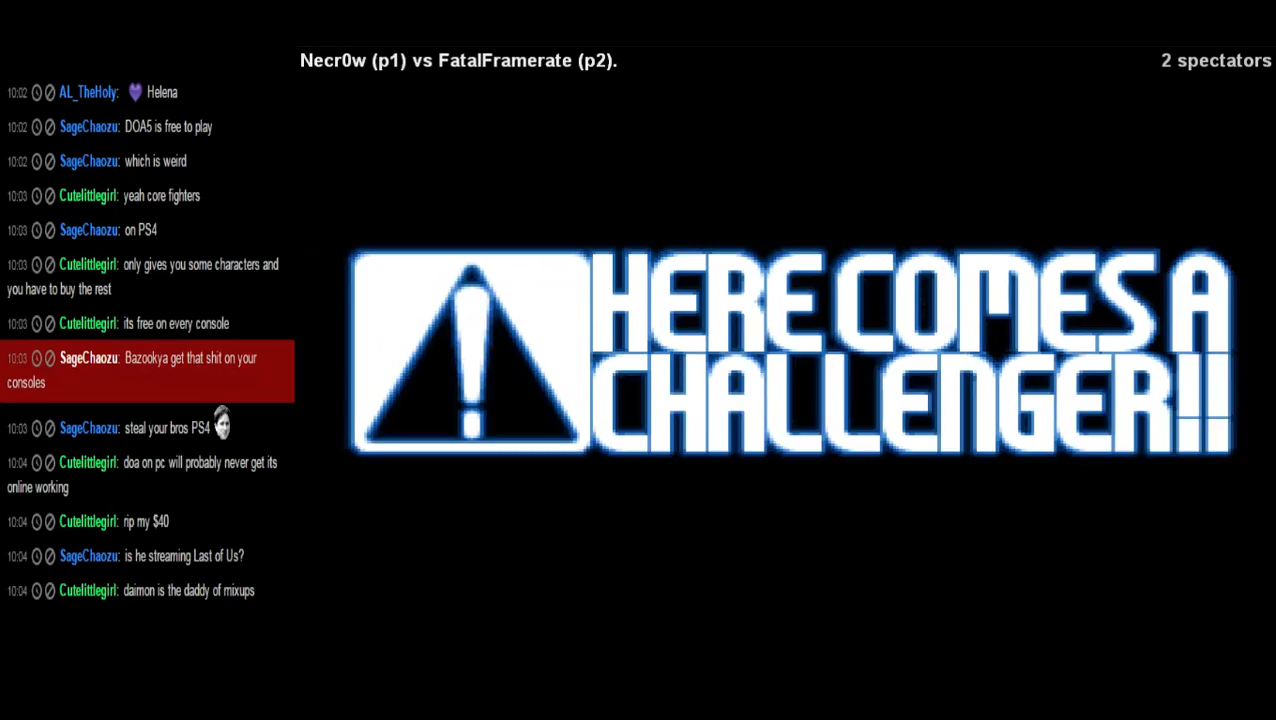 Necr0w (p1) vs FatalFramerate (p2).
2 spectators
10:02 AL_TheHoly: 💜 Helena
10:02 SageChaozu: DOA5 is free to play
10:02 SageChaozu: which is weird
10:03 Cutelittlegirl: yeah core fighters
10:03 SageChaozu: on PS4
10:03 Cutelittlegirl: only gives you some characters and
you have to buy the rest
10:03 Cutelittlegirl: its free on every console
10:03 SageChaozu: Bazookya get that shit on your
consoles
10:03 SageChaozu: steal your bros PS4
10:04 Cutelittlegirl: doa on pc will probably never get its
online working
10:04 Cutelittlegirl: rip my $40
10:04 SageChaozu: is he streaming Last of Us?
10:04 Cutelittlegirl: daimon is the daddy of mixups
HERE COMES A
CHALLENGER!!